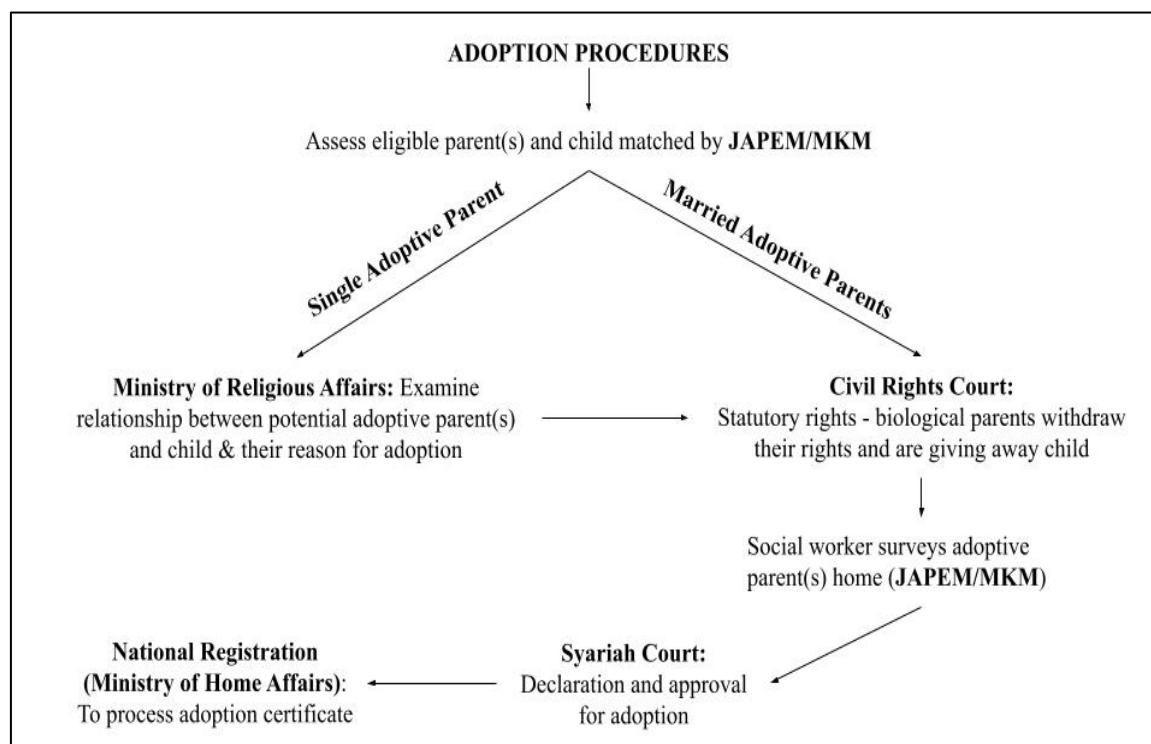 ADOPTION PROCEDURES
Assess eligible parent(s) and child matched by JAPEM/MKM
Single Adoptive Parent
Married Adoptive Parents
Ministry of Religious Affairs: Examine
relationship between potential adoptive parent(s)
and child & their reason for adoption
Civil Rights Court:
Statutory rights - biological parents withdraw
their rights and are giving away child
Social worker surveys adoptive
parent(s) home (JAPEM/MKM)
Syariah Court:
Declaration and approval
for adoption
National Registration
(Ministry of Home Affairs):
To process adoption certificate